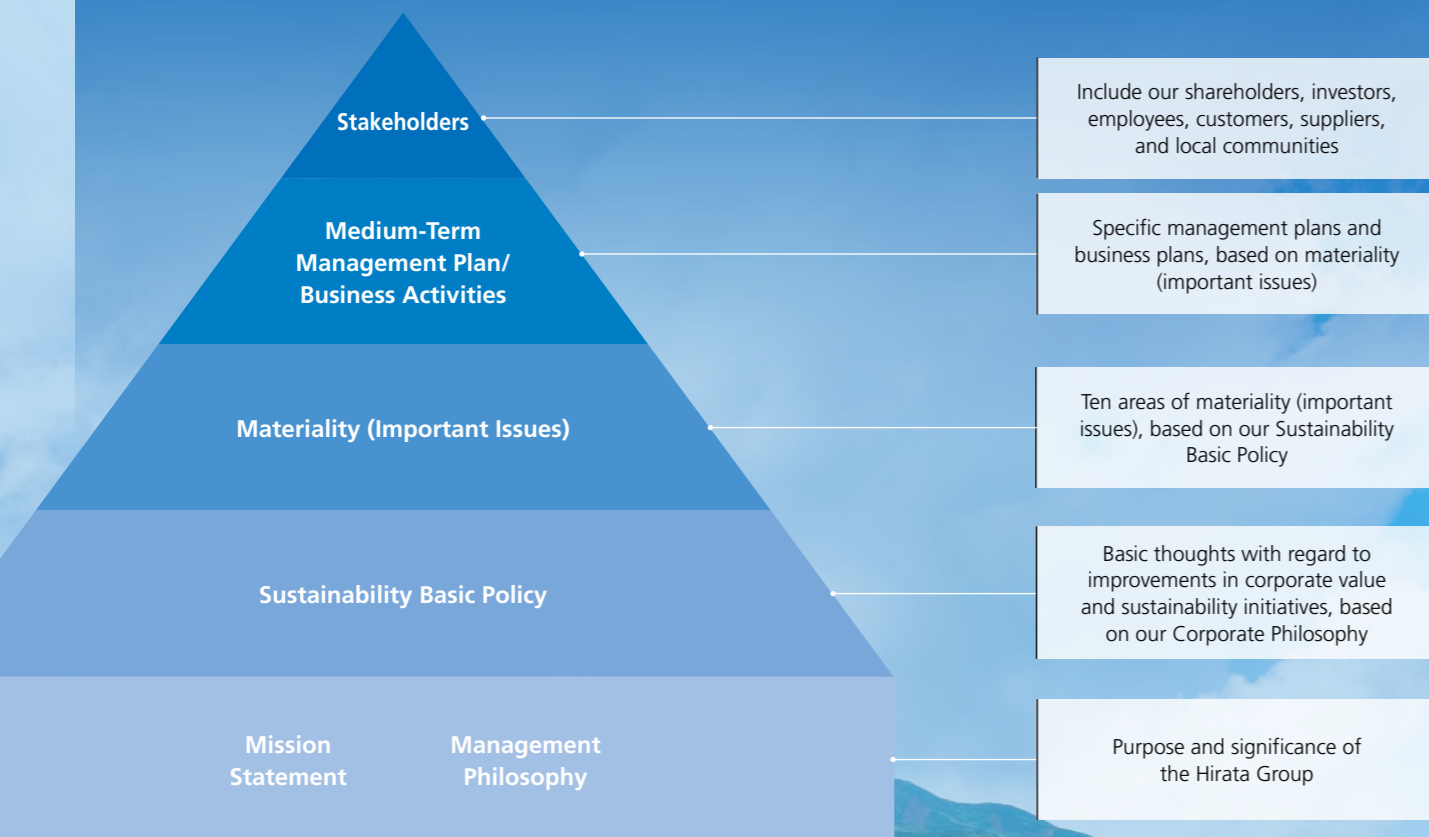 Stakeholders
Include our shareholders, investors,
employees, customers, suppliers,
and local communities
Medium-Term
Management Plan/
Business Activities
Specific management plans and
business plans, based on materiality
(important issues)
Materiality (Important Issues)
Ten areas of materiality (important
issues), based on our Sustainability
Basic Policy
Sustainability Basic Policy
Basic thoughts with regard to
improvements in corporate value
and sustainability initiatives, based
on our Corporate Philosophy
Mission
Statement
Management
Philosophy
Purpose and significance of
the Hirata Group